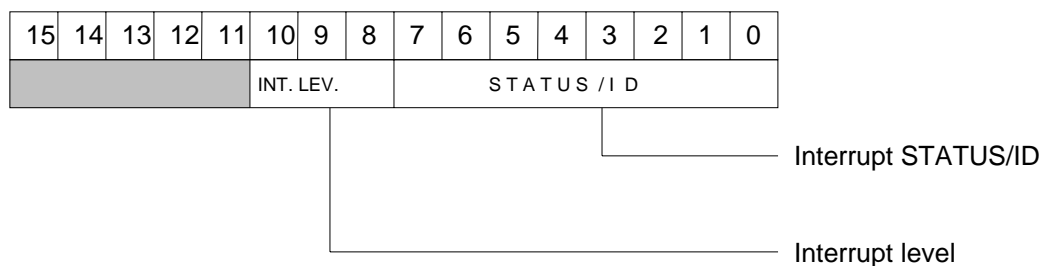 15 14 13 12 11 10 9 8 7 6 5 4 3 2 1 0
INT. LEV. STATUS/ID
Interrupt STATUS/ID
Interrupt level